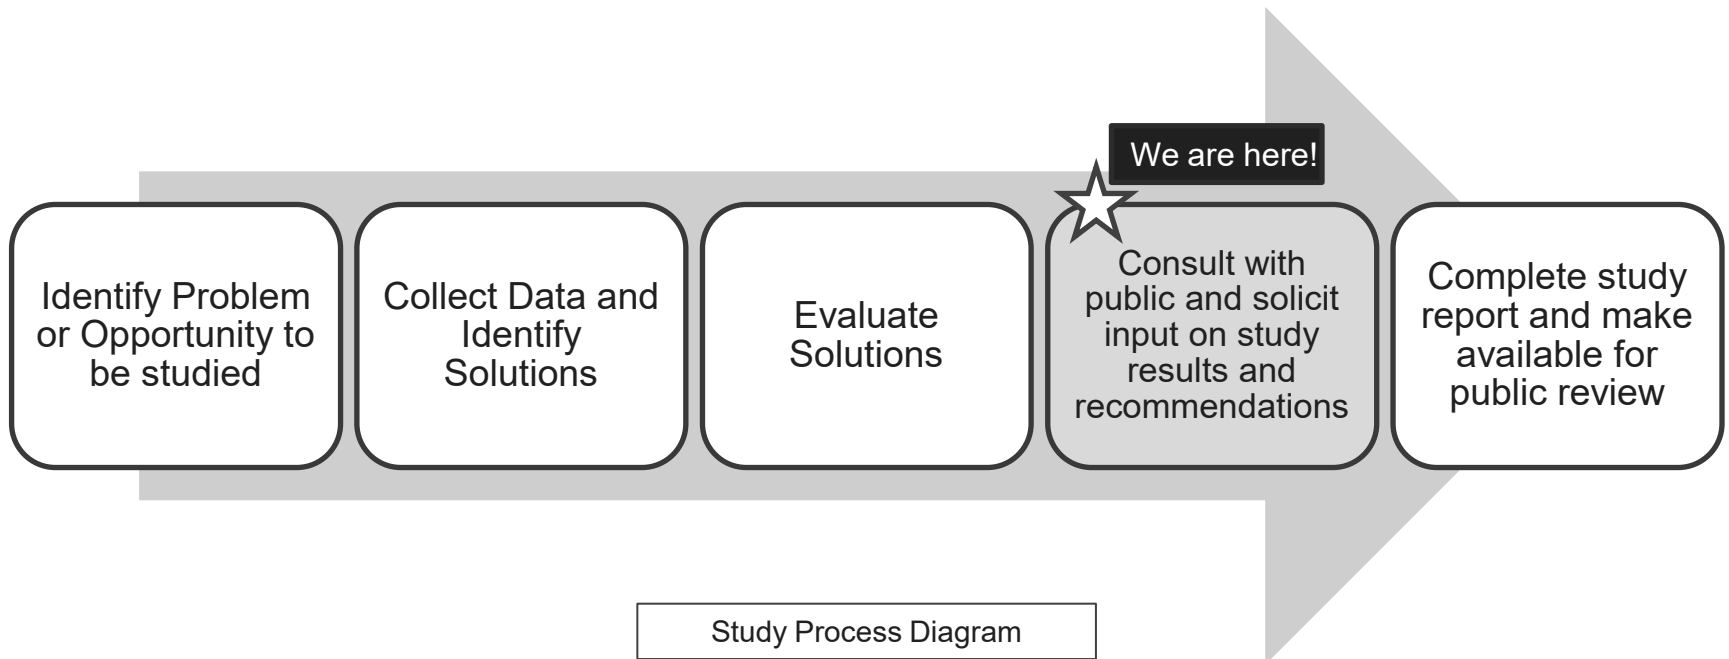 We are here!
Identify Problem
or Opportunity to
be studied
Collect Data and
Identify
Solutions
Evaluate
Solutions
Consult with
public and solicit
input on study
results and
recommendations
Complete study
report and make
available for
public review
Study Process Diagram